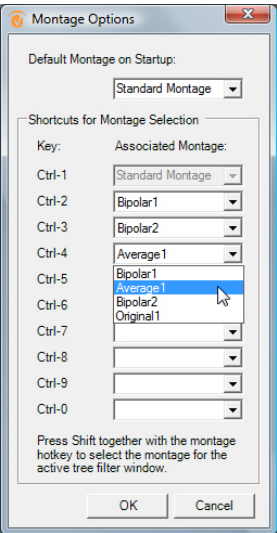 Montage Options
Default Montage on Startup:
Standard Montage
Shortcuts for Montage Selection
Key: Associated Montage:
Ctrl-1 Standard Montage
Ctrl-2 Bipolar1
Ctrl-3 Bipolar2
Ctrl-4 Average1
Bipolar1
Ctrl-5 Average1
Bipolar2
Ctrl-6 Original1
Ctrl-7
Ctrl-8
Ctrl-9
Ctrl-0
Press Shift together with the montage
hotkey to select the montage for the
active tree filter window.
OK Cancel